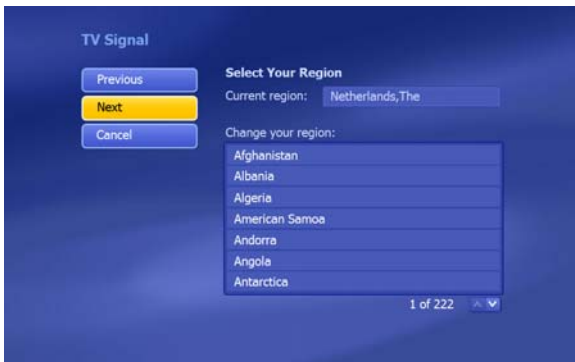 TV Signal
Previous
Next
Cancel
Select Your Region
Current region: Netherlands,The
Change your region:
Afghanistan
Albania
Algeria
American Samoa
Andorra
Angola
Antarctica
1 of 222